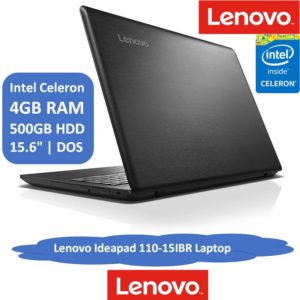 Lenovo
intel
inside
CELERON
Intel Celeron
4GB RAM
500GB HDD
15.6" | DOS
lenovo
Lenovo Ideapad 110-15IBR Laptop
Lenovo